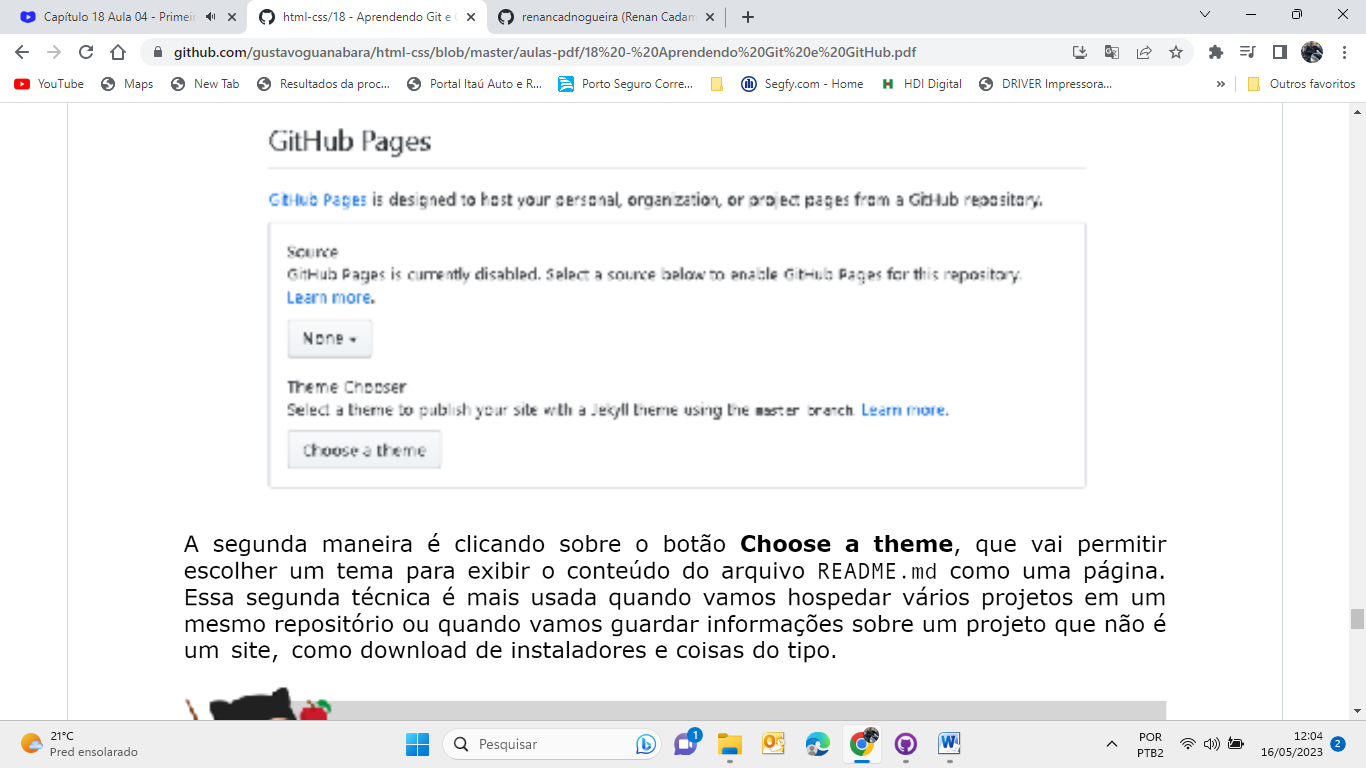 Capítulo 18 Aula 04 - Primeir
html-css/18 - Aprendendo Git e G
renancadnogueira (Renan Cadam
github.com/gustavoguanabara/html-css/blob/master/aulas-pdf/18%20-%20Aprendendo%20Git%20e%20GitHub.pdf
YouTube
Maps
New Tab
Resultados da proc...
Portal Itaú Auto e R...
Porto Seguro Corre...
Segfy.com - Home
HDI Digital
DRIVER Impressora...
»
Outros favoritos
GitHub Pages
GitHub Pages is designed to host your personal, organization, or project pages from a GitHub repository.
Source
GitHub Pages is currently disabled. Select a source below to enable GitHub Pages for this repository.
Learn more.
None
Theme Chooser
Select a theme to publish your site with a Jekyll theme using the master branch. Learn more.
Choose a theme
A segunda maneira é clicando sobre o botão Choose a theme, que vai permitir
escolher um tema para exibir o conteúdo do arquivo README.md como uma página.
Essa segunda técnica é mais usada quando vamos hospedar vários projetos em um
mesmo repositório ou quando vamos guardar informações sobre um projeto que não é
um site, como download de instaladores e coisas do tipo.
21°C
Pred ensolarado
Pesquisar
1
POR
PTB2
12:04
16/05/2023
2